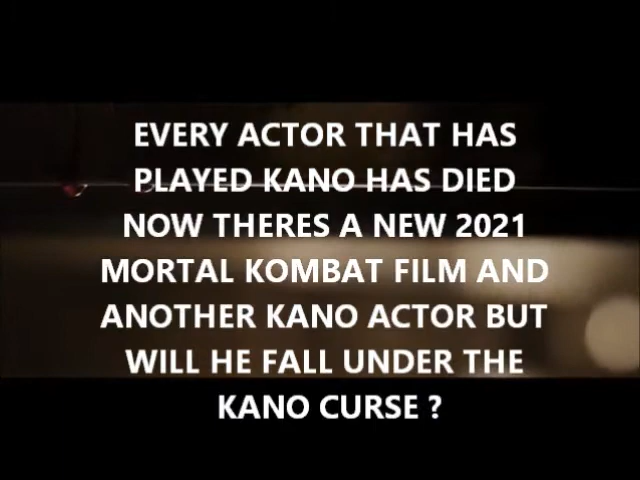 EVERY ACTOR THAT HAS
PLAYED KANO HAS DIED
NOW THERES A NEW 2021
MORTAL KOMBAT FILM AND
ANOTHER KANO ACTOR BUT
WILL HE FALL UNDER THE
KANO CURSE ?